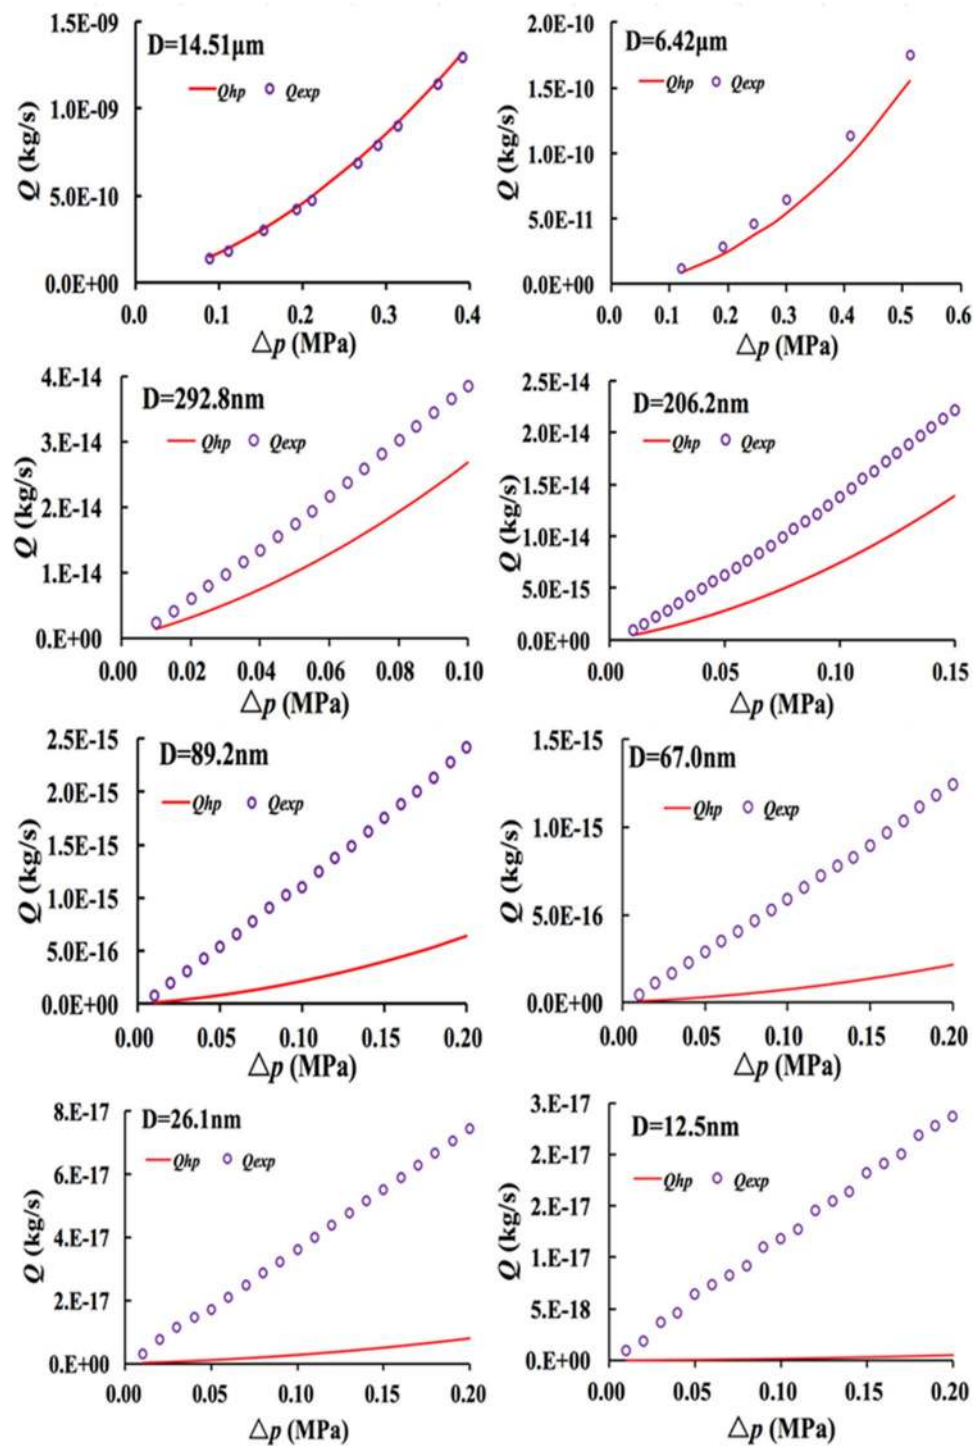 D=14.51μm
Qhp Qexp
Q (kg/s)
1.5E-09
1.0E-09
5.0E-10
0.0E+00
0.0 0.1 0.2 0.3 0.4
△p (MPa)
D=6.42μm
Qhp Qexp
Q (kg/s)
2.0E-10
1.5E-10
1.0E-10
5.0E-11
0.0E+00
0.0 0.1 0.2 0.3 0.4 0.5 0.6
△p (MPa)
D=292.8nm
Qhp Qexp
Q (kg/s)
4.E-14
3.E-14
2.E-14
1.E-14
0.E+00
0.00 0.02 0.04 0.06 0.08 0.10
△p (MPa)
D=206.2nm
Qhp Qexp
Q (kg/s)
2.5E-14
2.0E-14
1.5E-14
1.0E-14
5.0E-15
0.0E+00
0.00 0.05 0.10 0.15
△p (MPa)
D=89.2nm
Qhp Qexp
Q (kg/s)
2.5E-15
2.0E-15
1.5E-15
1.0E-15
5.0E-16
0.0E+00
0.00 0.05 0.10 0.15 0.20
△p (MPa)
D=67.0nm
Qhp Qexp
Q (kg/s)
1.5E-15
1.0E-15
5.0E-16
0.0E+00
0.00 0.05 0.10 0.15 0.20
△p (MPa)
D=26.1nm
Qhp Qexp
Q (kg/s)
8.E-17
6.E-17
4.E-17
2.E-17
0.E+00
0.00 0.05 0.10 0.15 0.20
△p (MPa)
D=12.5nm
Qhp Qexp
Q (kg/s)
3.E-17
2.E-17
2.E-17
1.E-17
5.E-18
0.E+00
0.00 0.05 0.10 0.15 0.20
△p (MPa)